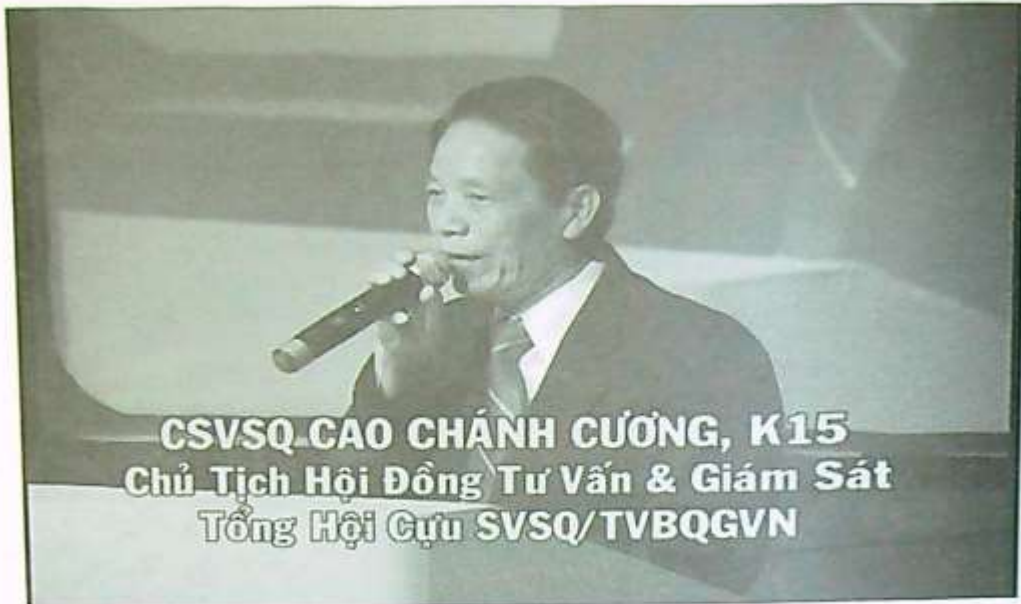 CSVSQ CAO CHÁNH CƯƠNG, K15
Chủ Tịch Hội Đồng Tư Vấn & Giám Sát
Tổng Hội Cựu SVSQ/TVBQGVN